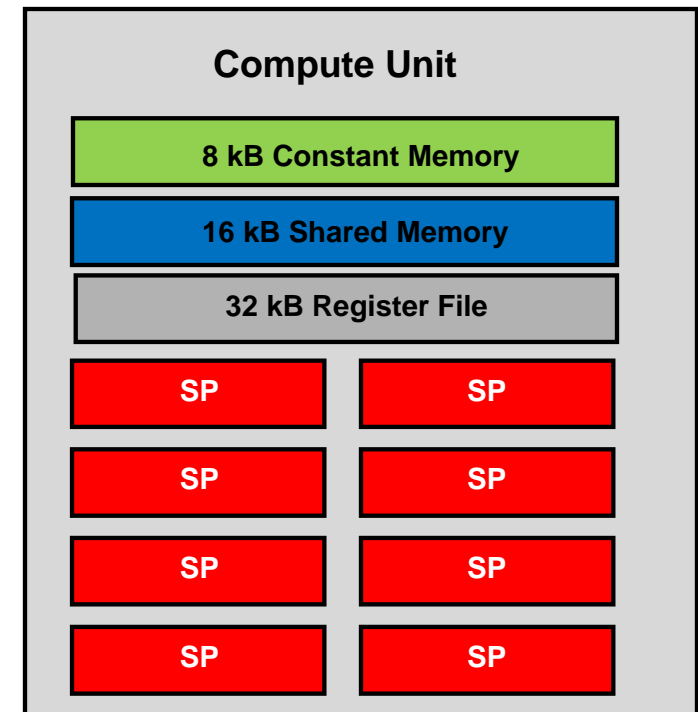 Compute Unit
8 kB Constant Memory
16 kB Shared Memory
32 kB Register File
SP SP
SP SP
SP SP
SP SP